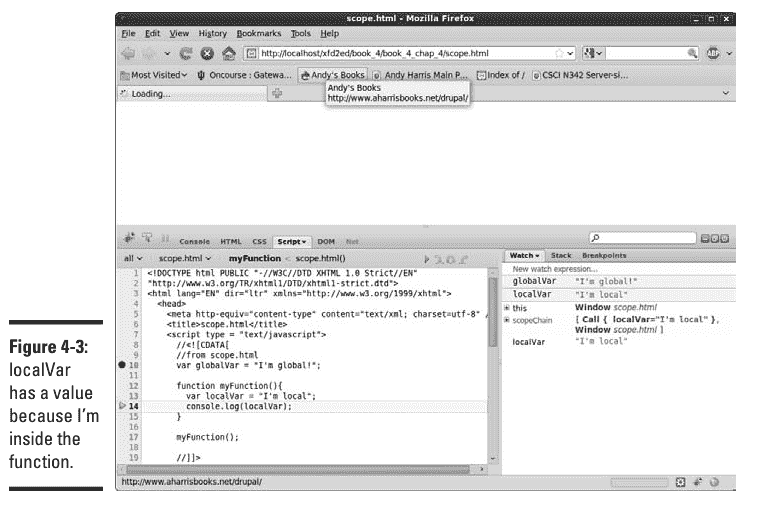 scope.html - Mozilla Firefox
File Edit View History Bookmarks Tools Help
http://localhost/xfd2ed/book_4/book_4_chap_4/scope.html
ABP
Most Visited Oncourse : Gatewa... Andy's Books Andy Harris Main P... Index of / CSCI N342 Server-si...
Loading...
Andy's Books
http://www.aharrisbooks.net/drupal/
Console HTML CSS Script DOM Net
all scope.html myFunction < scope.html()
Watch Stack Breakpoints
New watch expression...
globalVar "I'm global!"
localVar "I'm local"
this Window scope.html
scopeChain [ Call { localVar="I'm local" },
Window scope.html ]
localVar "I'm local"
1 <!DOCTYPE html PUBLIC "-//W3C//DTD XHTML 1.0 Strict//EN"
2 "http://www.w3.org/TR/xhtml1/DTD/xhtml1-strict.dtd">
3 <html lang="EN" dir="ltr" xmlns="http://www.w3.org/1999/xhtml">
4 <head>
5 <meta http-equiv="content-type" content="text/xml; charset=utf-8" /
6 <title>scope.html</title>
7 <script type = "text/javascript">
8 //<![CDATA[
9 //from scope.html
10 var globalVar = "I'm global!";
11
12 function myFunction(){
13 var localVar = "I'm local";
14 console.log(localVar);
15 }
16
17 myFunction();
18
19 //]]>
http://www.aharrisbooks.net/drupal/
Figure 4-3:
localVar
has a value
because I'm
inside the
function.